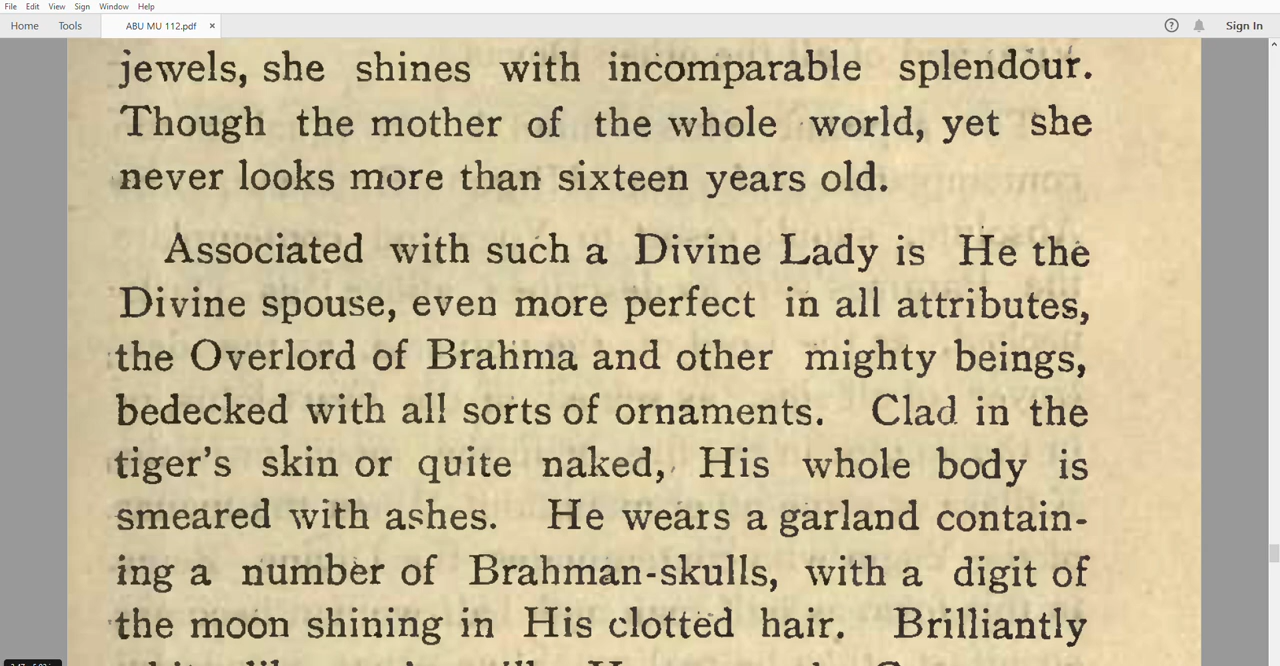 File Edit View Sign Window Help
Home Tools ABU MU 112.pdf × ? Sign In
jewels, she shines with incomparable splendour.
Though the mother of the whole world, yet she
never looks more than sixteen years old.
Associated with such a Divine Lady is He the
Divine spouse, even more perfect in all attributes,
the Overlord of Brahma and other mighty beings,
bedecked with all sorts of ornaments. Clad in the
tiger's skin or quite naked, His whole body is
smeared with ashes. He wears a garland contain-
ing a number of Brahman-skulls, with a digit of
the moon shining in His clotted hair. Brilliantly